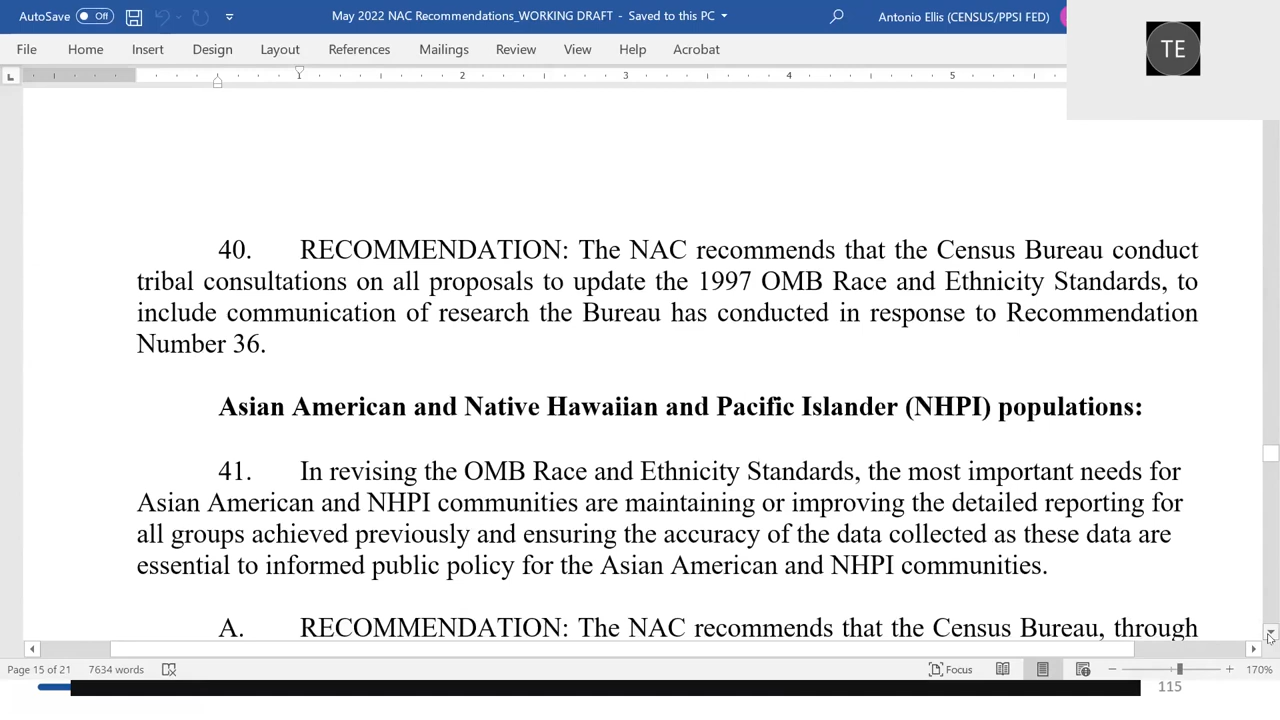 AutoSave Off May 2022 NAC Recommendations_WORKING DRAFT - Saved to this PC Antonio Ellis (CENSUS/PPSI FED)
TE
File Home Insert Design Layout References Mailings Review View Help Acrobat
1 2 3 4 5
40. RECOMMENDATION: The NAC recommends that the Census Bureau conduct
tribal consultations on all proposals to update the 1997 OMB Race and Ethnicity Standards, to
include communication of research the Bureau has conducted in response to Recommendation
Number 36.
Asian American and Native Hawaiian and Pacific Islander (NHPI) populations:
41. In revising the OMB Race and Ethnicity Standards, the most important needs for
Asian American and NHPI communities are maintaining or improving the detailed reporting for
all groups achieved previously and ensuring the accuracy of the data collected as these data are
essential to informed public policy for the Asian American and NHPI communities.
A. RECOMMENDATION: The NAC recommends that the Census Bureau, through
Page 15 of 21 7634 words Focus 170%
115